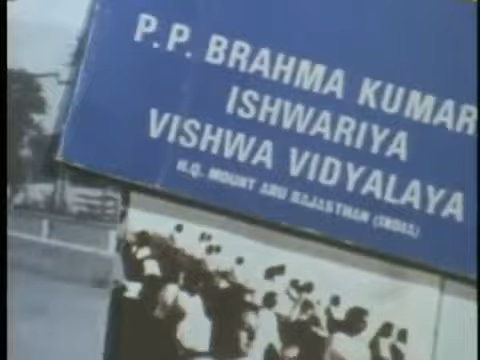 P.P. BRAHMA KUMAR
ISHWARIYA
VISHWA VIDYALAYA
H.Q. MOUNT ABU RAJASTHAN (INDIA)